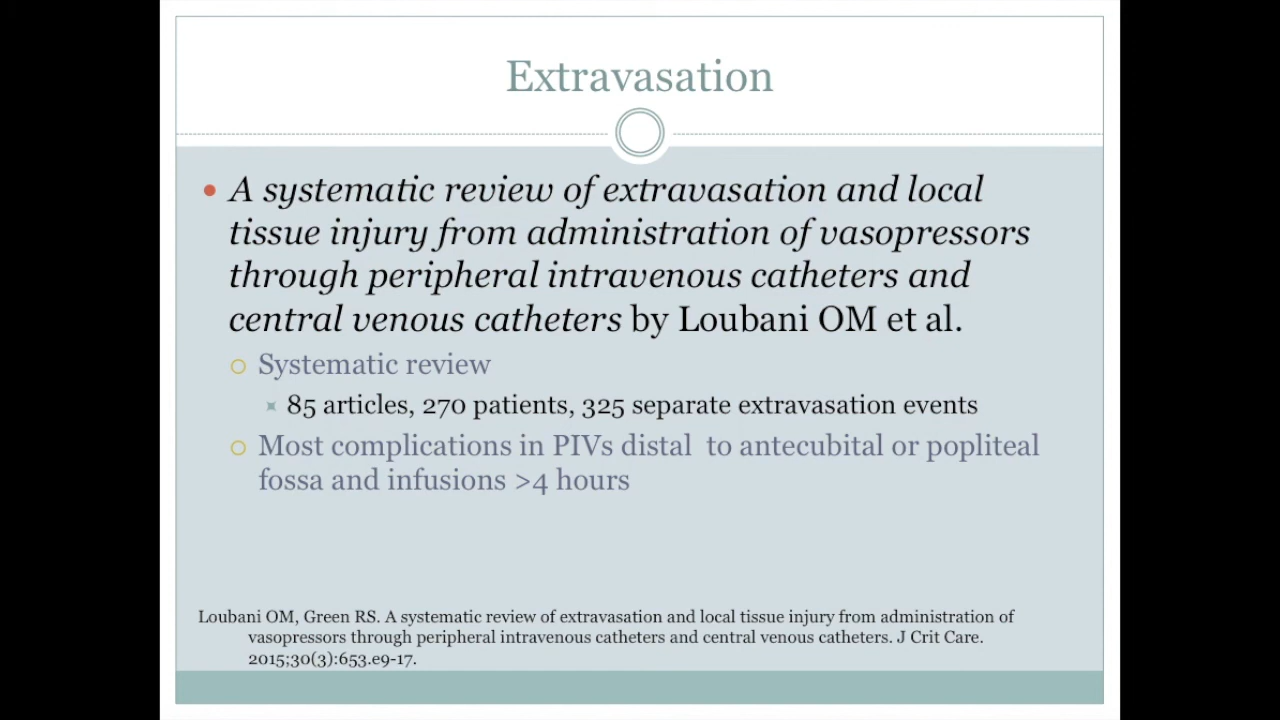 Extravasation
A systematic review of extravasation and local
tissue injury from administration of vasopressors
through peripheral intravenous catheters and
central venous catheters by Loubani OM et al.
Systematic review
85 articles, 270 patients, 325 separate extravasation events
Most complications in PIVs distal  to antecubital or popliteal
fossa and infusions >4 hours
Loubani OM, Green RS. A systematic review of extravasation and local tissue injury from administration of
vasopressors through peripheral intravenous catheters and central venous catheters. J Crit Care.
2015;30(3):653.e9-17.